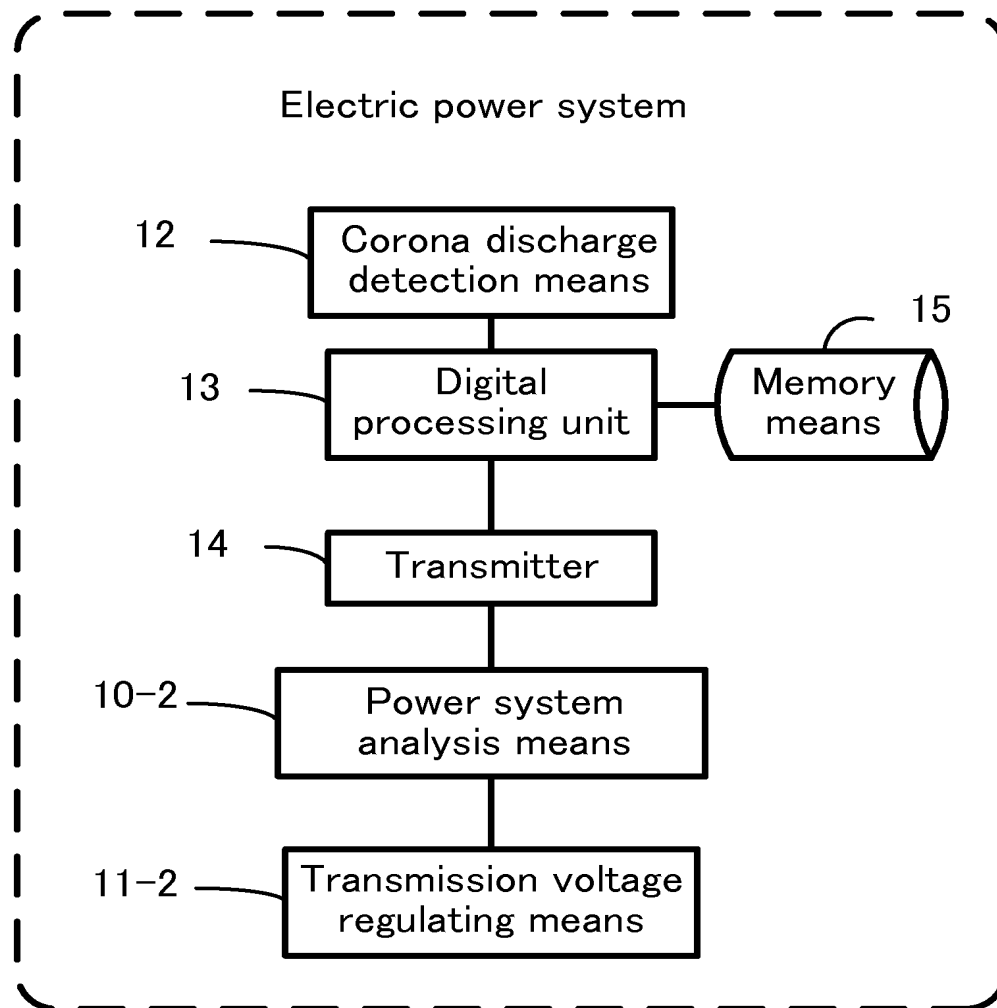 Electric power system
12
Corona discharge
detection means
15
13
Digital
processing unit
Memory
means
14
Transmitter
10-2
Power system
analysis means
11-2
Transmission voltage
regulating means